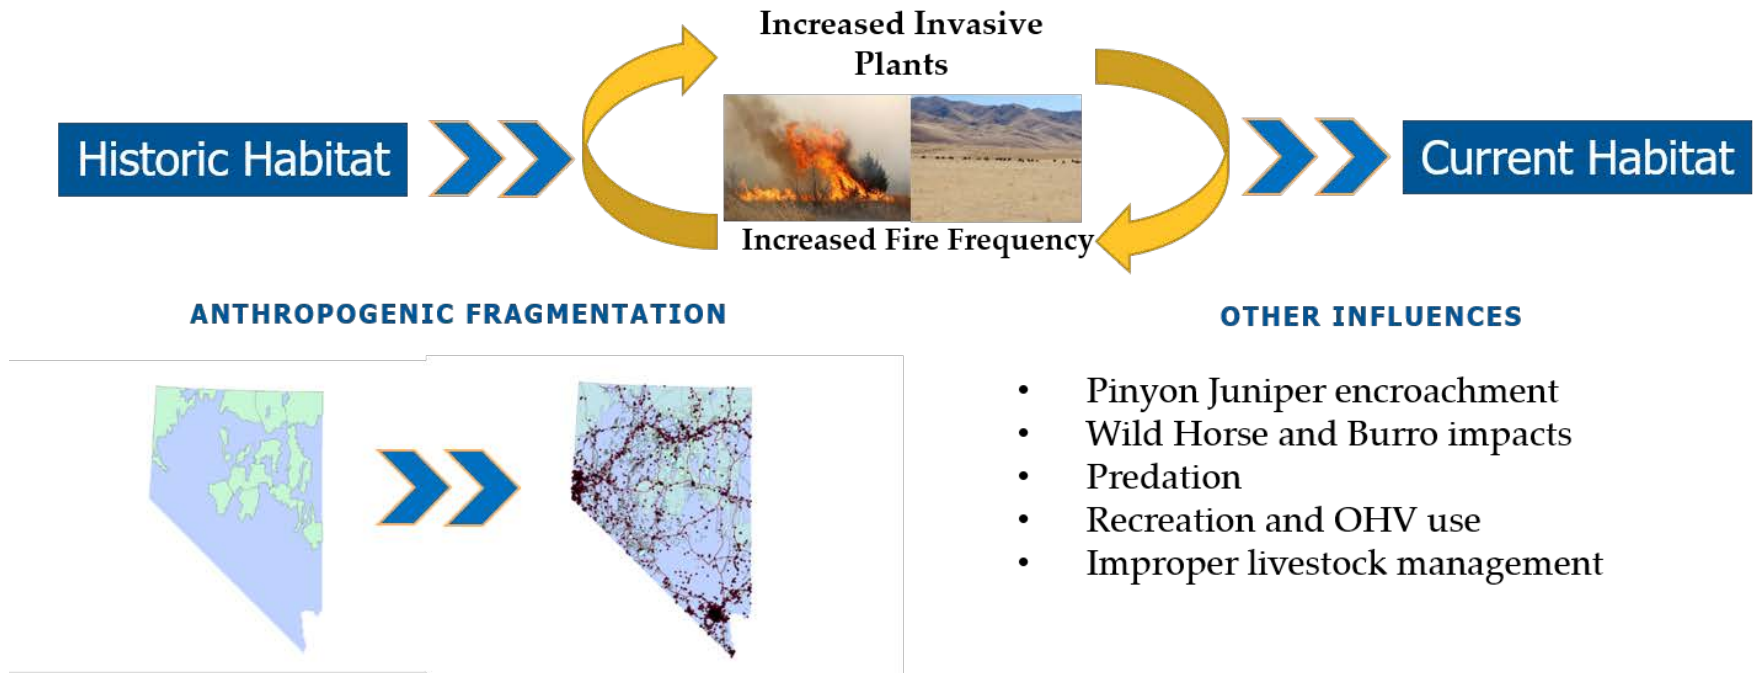 Increased Invasive
Plants
Historic Habitat
Current Habitat
Increased Fire Frequency
ANTHROPOGENIC FRAGMENTATION
OTHER INFLUENCES
• Pinyon Juniper encroachment
• Wild Horse and Burro impacts
• Predation
• Recreation and OHV use
• Improper livestock management